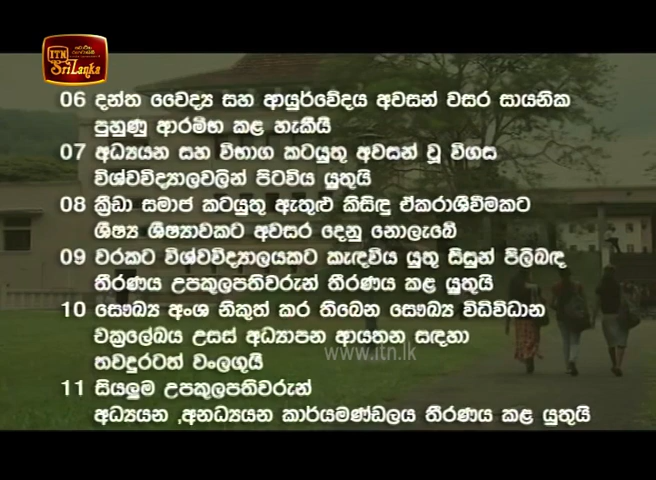 ITN
Sri Lanka
06 දන්ත වෛද්‍ය සහ ආයුර්වේදය අවසන් වසර සායනික
පුහුණු ආරම්භ කළ හැකියි
07 අධ්‍යයන සහ විභාග කටයුතු අවසන් වූ විගස
විශ්වවිද්‍යාලවලින් පිටවිය යුතුයි
08 ක්‍රීඩා සමාජ කටයුතු ඇතුළු කිසිඳු ඒකරාශීවීමකට
ශිෂ්‍ය ශිෂ්‍යාවකට අවසර දෙනු නොලැබේ
09 වරකට විශ්වවිද්‍යාලයකට කැඳවිය යුතු සිසුන් පිලිබඳ
තීරණය උපකුලපතිවරුන් තීරණය කළ යුතුයි
10 සෞඛ්‍ය අංශ නිකුත් කර තිබෙන සෞඛ්‍ය විධිවිධාන
චක්‍රලේඛය උසස් අධ්‍යාපන ආයතන සඳහා
තවදුරටත් වංලගුයි
www.itn.lk
11 සියලුම උපකුලපතිවරුන්
අධ්‍යයන ,අනධ්‍යයන කාර්යමණ්ඩලය තීරණය කළ යුතුයි